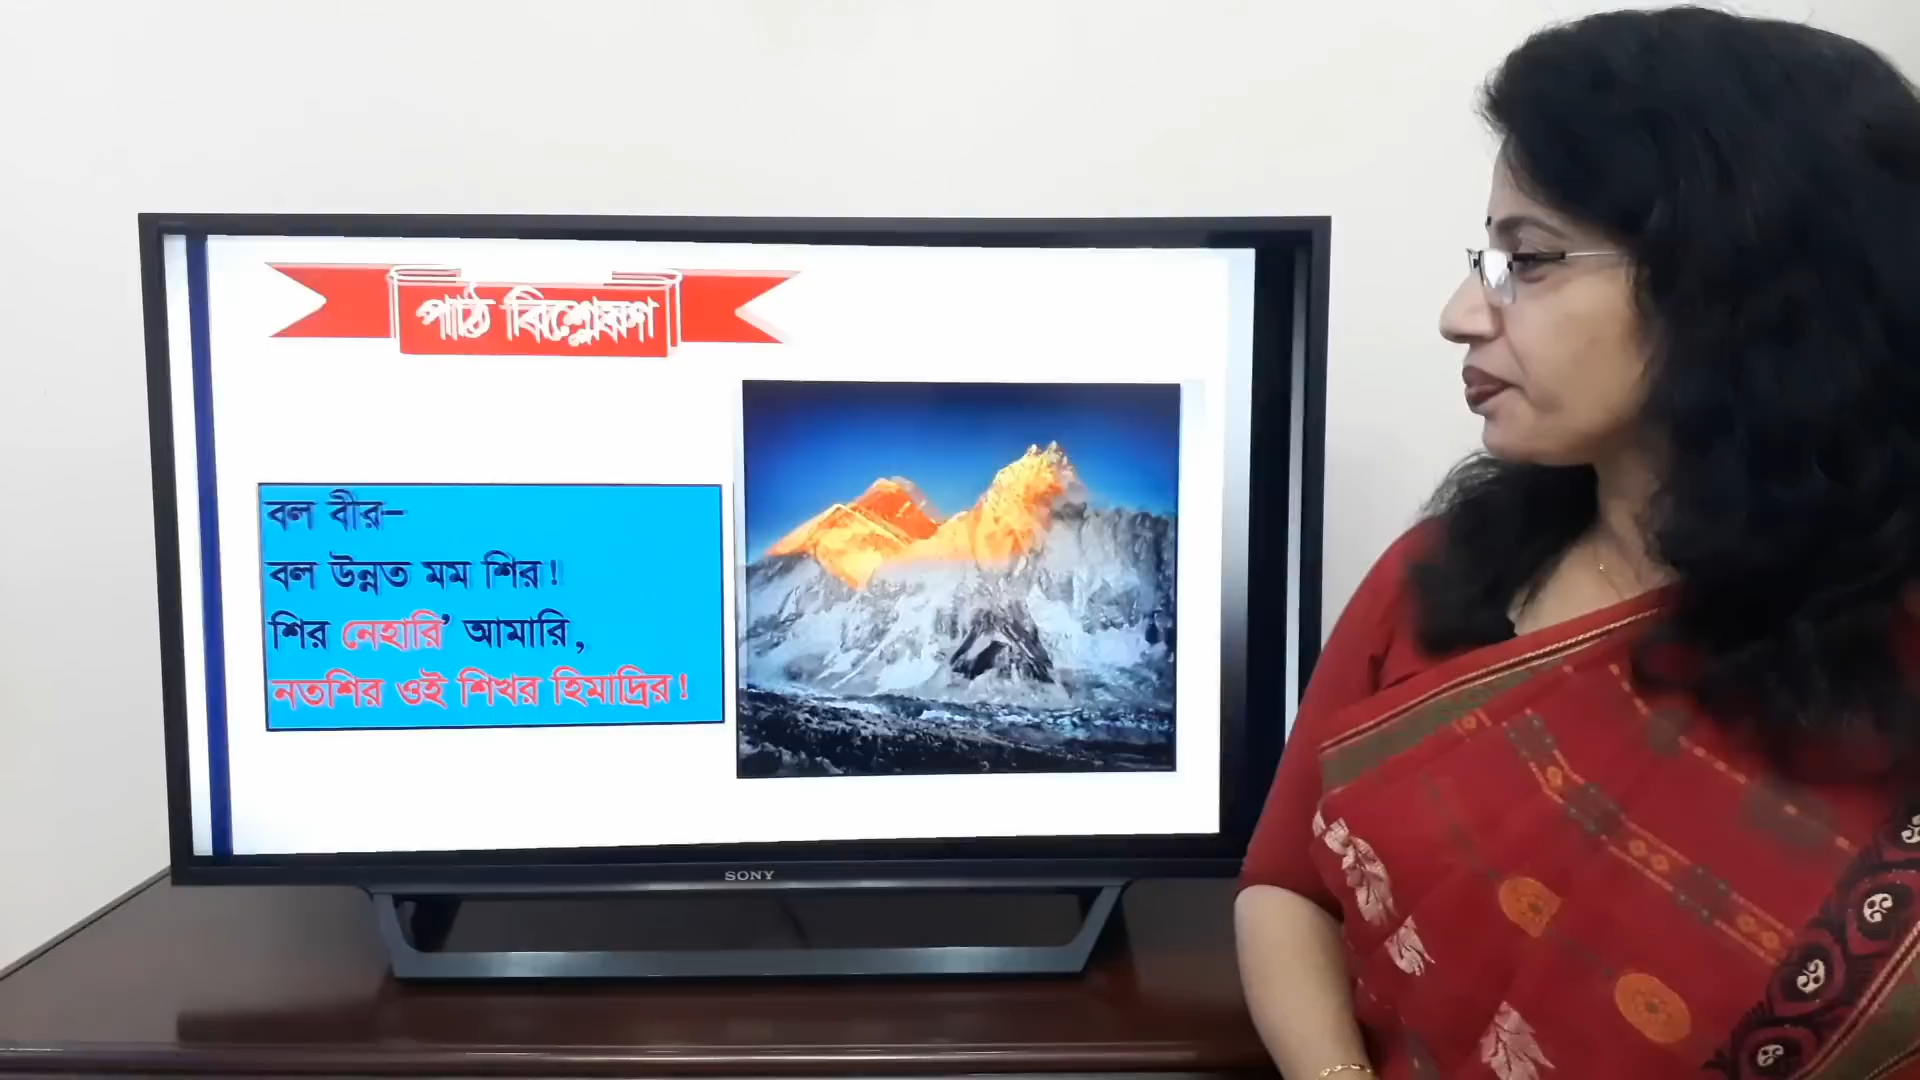 পাঠ বিশ্লেষণ
বল বীর–
বল উন্নত মম শির!
শির নেহারি’ আমারি,
নতশির ওই শিখর হিমাদ্রির!
SONY